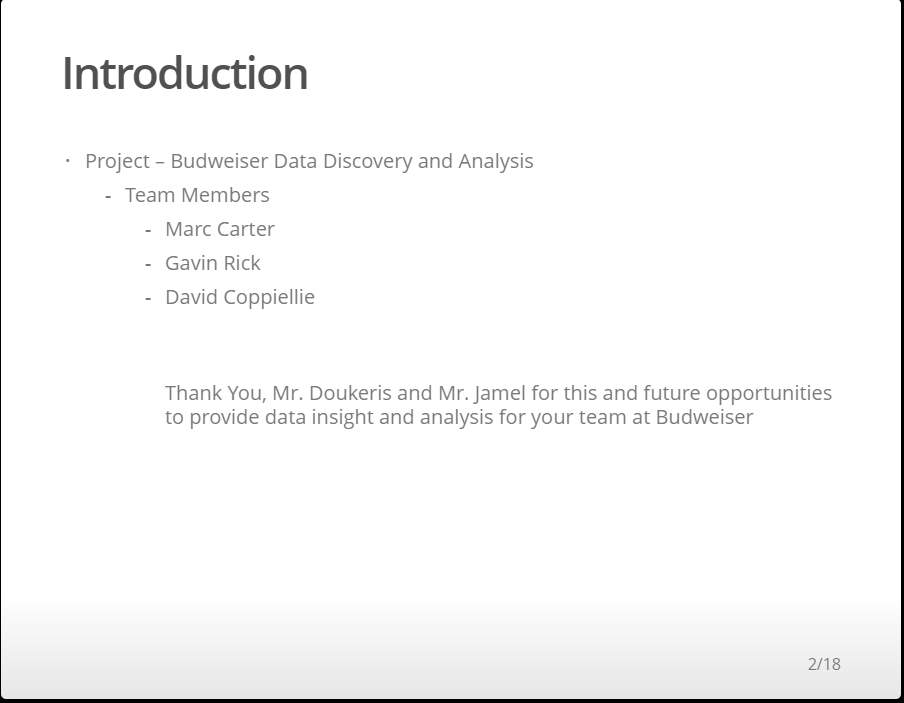 Introduction
· Project – Budweiser Data Discovery and Analysis
- Team Members
- Marc Carter
- Gavin Rick
- David Coppiellie
Thank You, Mr. Doukeris and Mr. Jamel for this and future opportunities
to provide data insight and analysis for your team at Budweiser
2/18